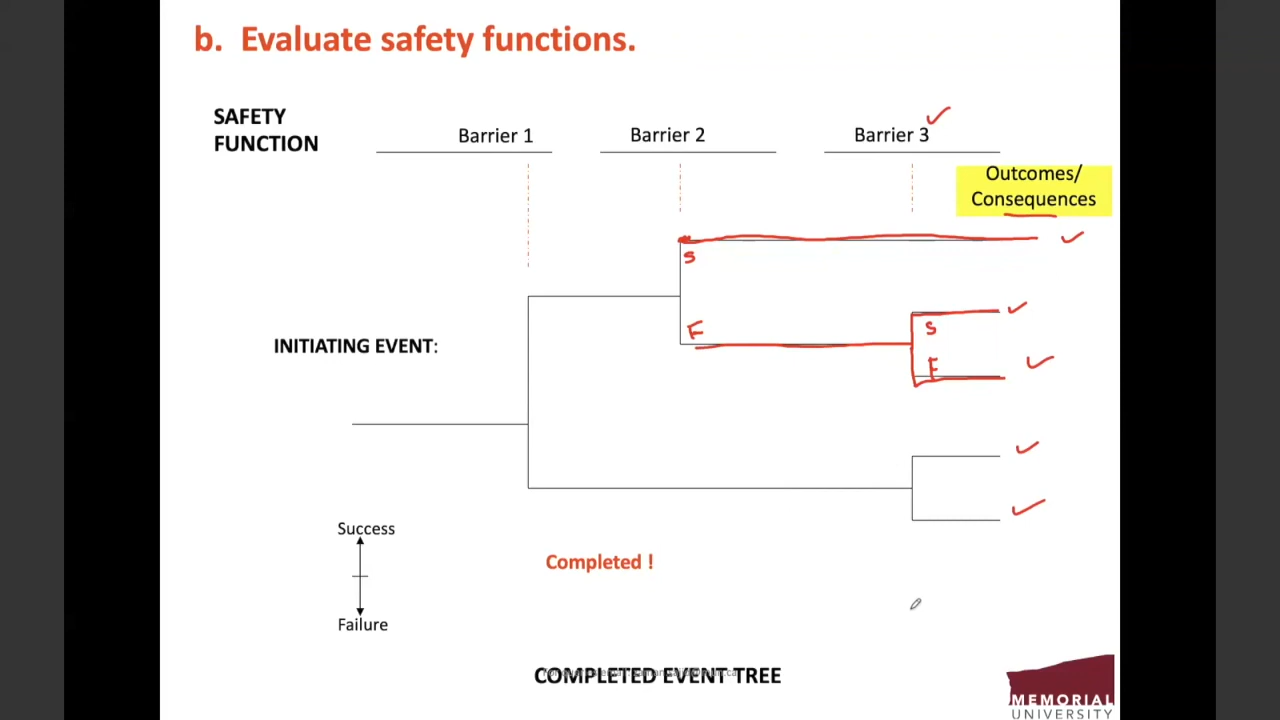 b. Evaluate safety functions.
SAFETY
FUNCTION
Barrier 1
Barrier 2
Barrier 3
Outcomes/
Consequences
S
F
S
F
INITIATING EVENT:
Success
Failure
Completed !
COMPLETED EVENT TREE
MEMORIAL
UNIVERSITY